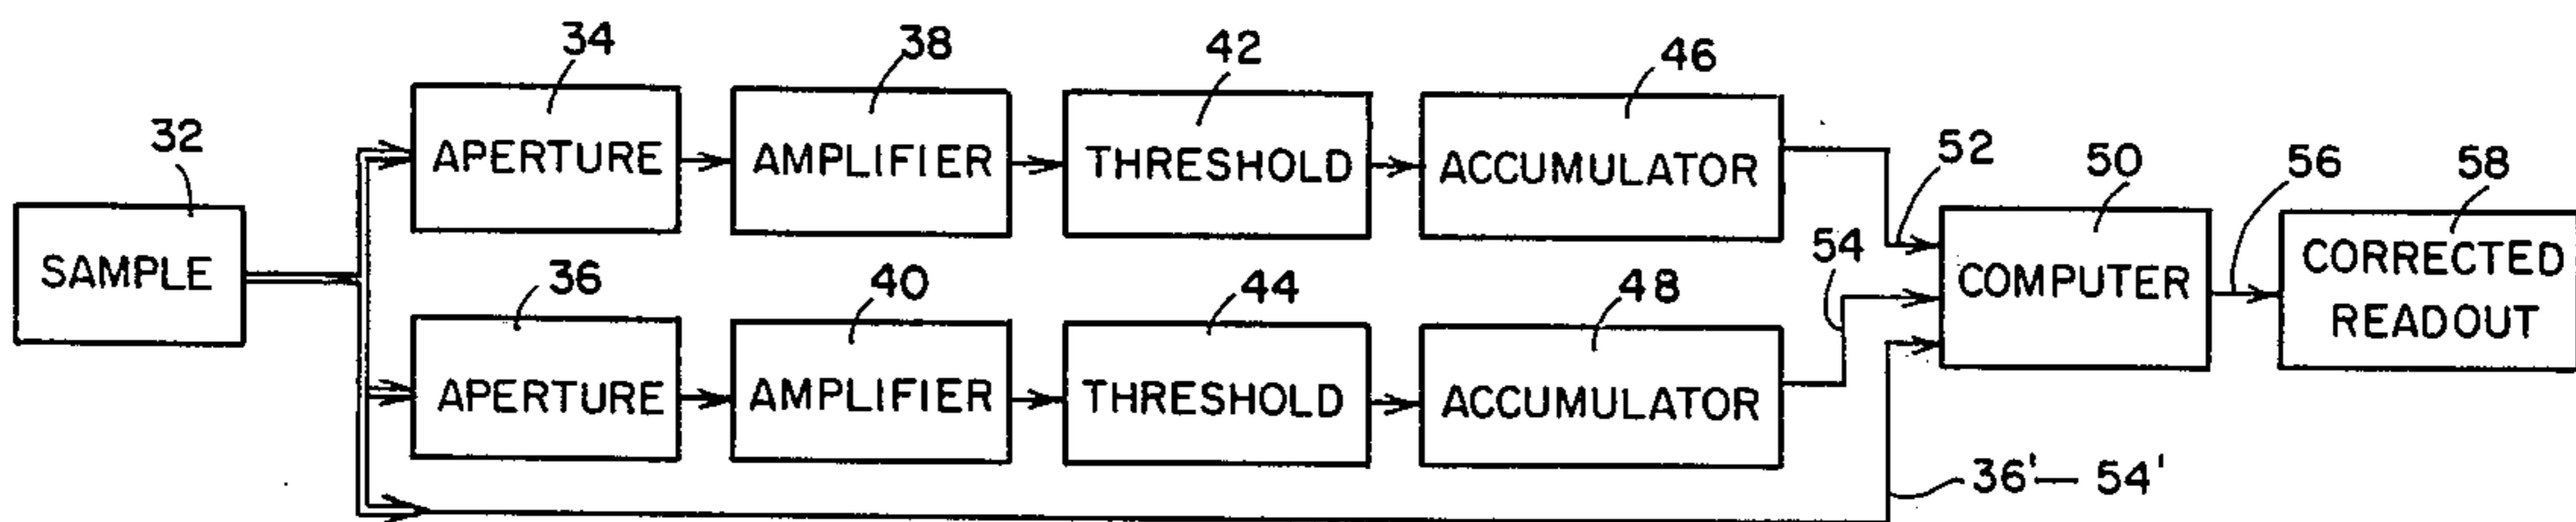 34
38
42
46
32
APERTURE
AMPLIFIER
THRESHOLD
ACCUMULATOR
52
50
56
58
SAMPLE
54
COMPUTER
CORRECTED
READOUT
36
40
44
48
APERTURE
AMPLIFIER
THRESHOLD
ACCUMULATOR
36'— 54'